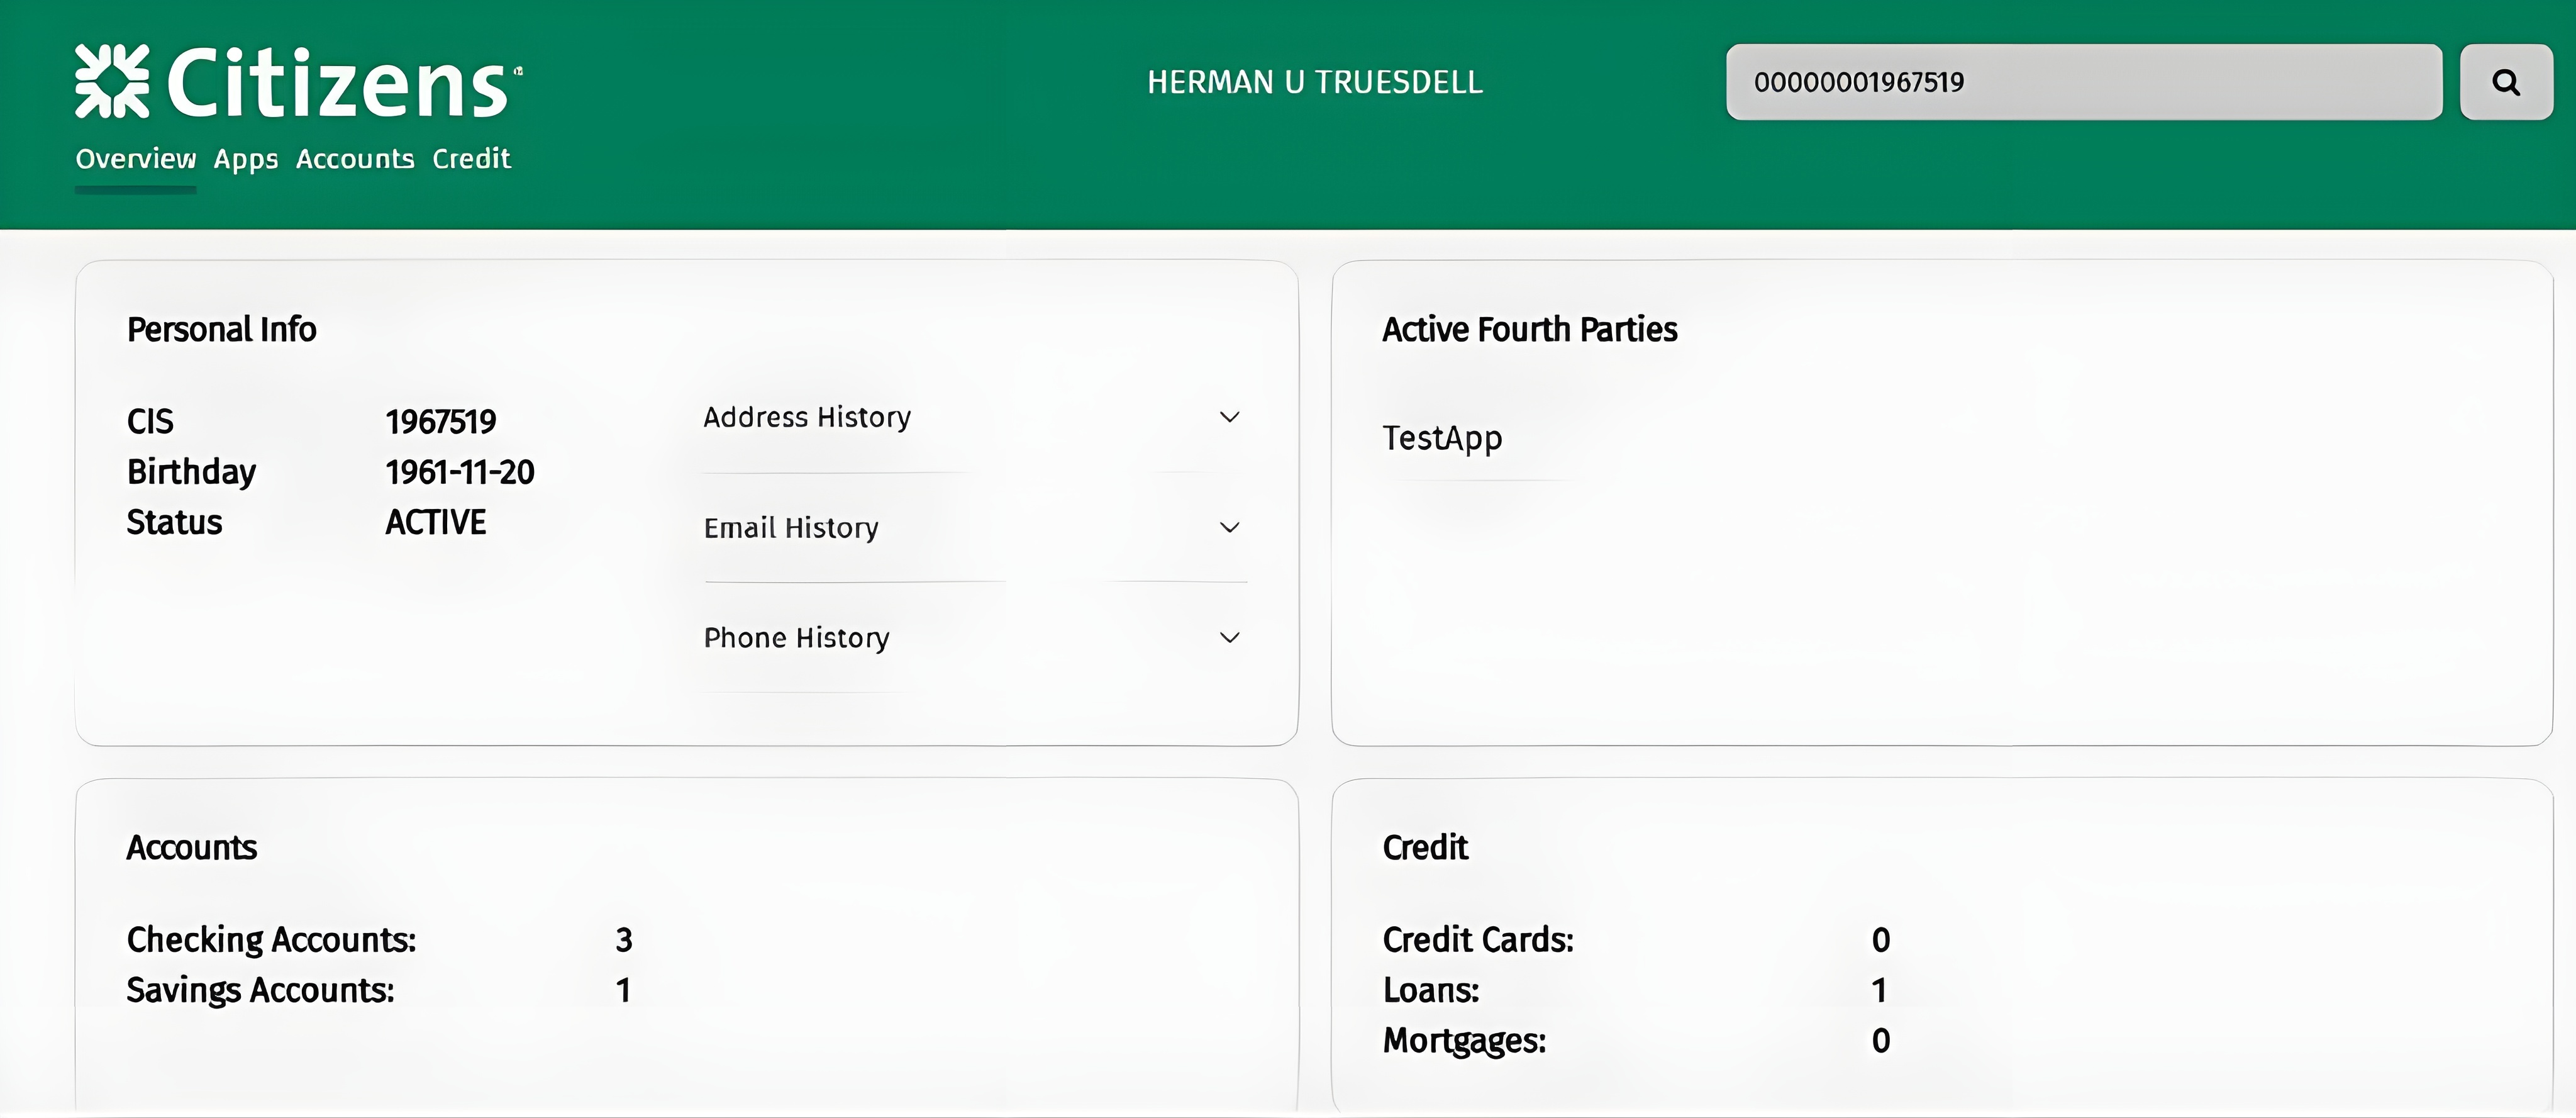 Citizens
HERMAN U TRUESDELL
00000001967519
Overview Apps Accounts Credit
Personal Info
CIS 1967519
Birthday 1961-11-20
Status ACTIVE
Address History
Email History
Phone History
Active Fourth Parties
TestApp
Accounts
Checking Accounts: 3
Savings Accounts: 1
Credit
Credit Cards: 0
Loans: 1
Mortgages: 0